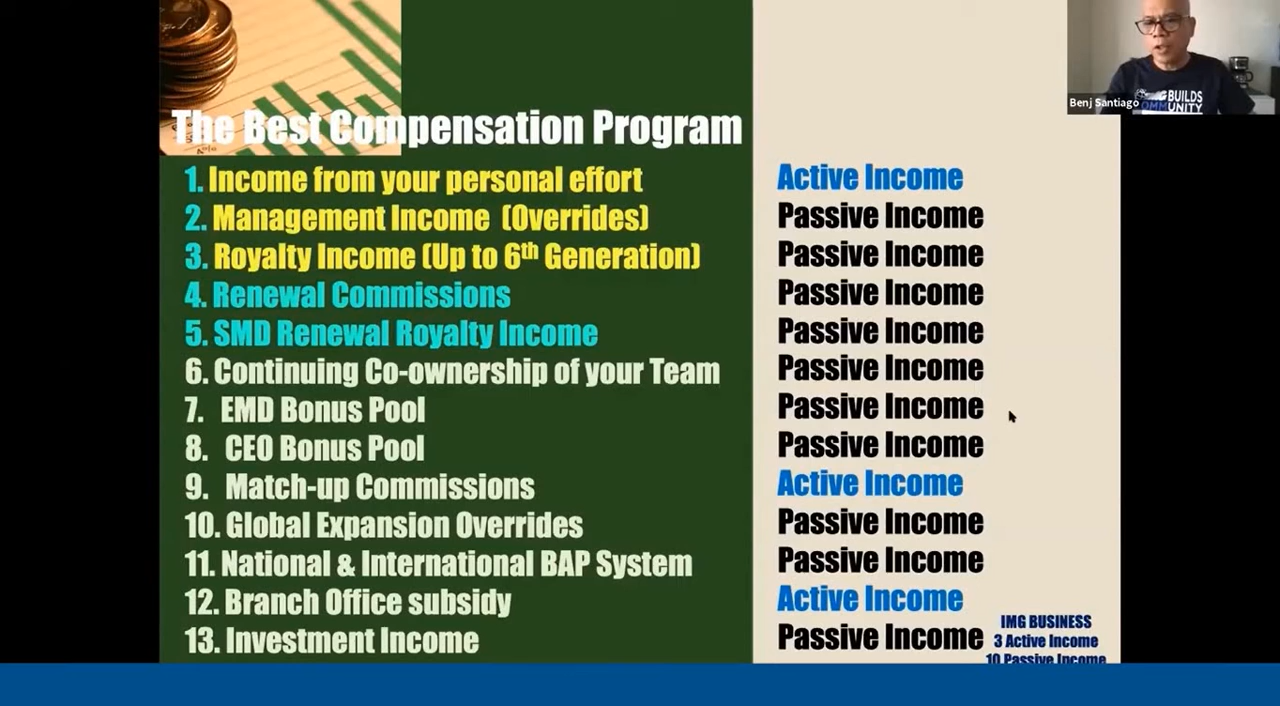 The Best Compensation Program
1. Income from your personal effort
Active Income
2. Management Income (Overrides)
Passive Income
3. Royalty Income (Up to 6th Generation)
Passive Income
4. Renewal Commissions
Passive Income
5. SMD Renewal Royalty Income
Passive Income
6. Continuing Co-ownership of your Team
Passive Income
7. EMD Bonus Pool
Passive Income
8. CEO Bonus Pool
Passive Income
9. Match-up Commissions
Active Income
10. Global Expansion Overrides
Passive Income
11. National & International BAP System
Passive Income
12. Branch Office subsidy
Active Income
13. Investment Income
Passive Income
IMG BUSINESS
3 Active Income
10 Passive Income
Benj Santiago
BUILDS
COMMUNITY